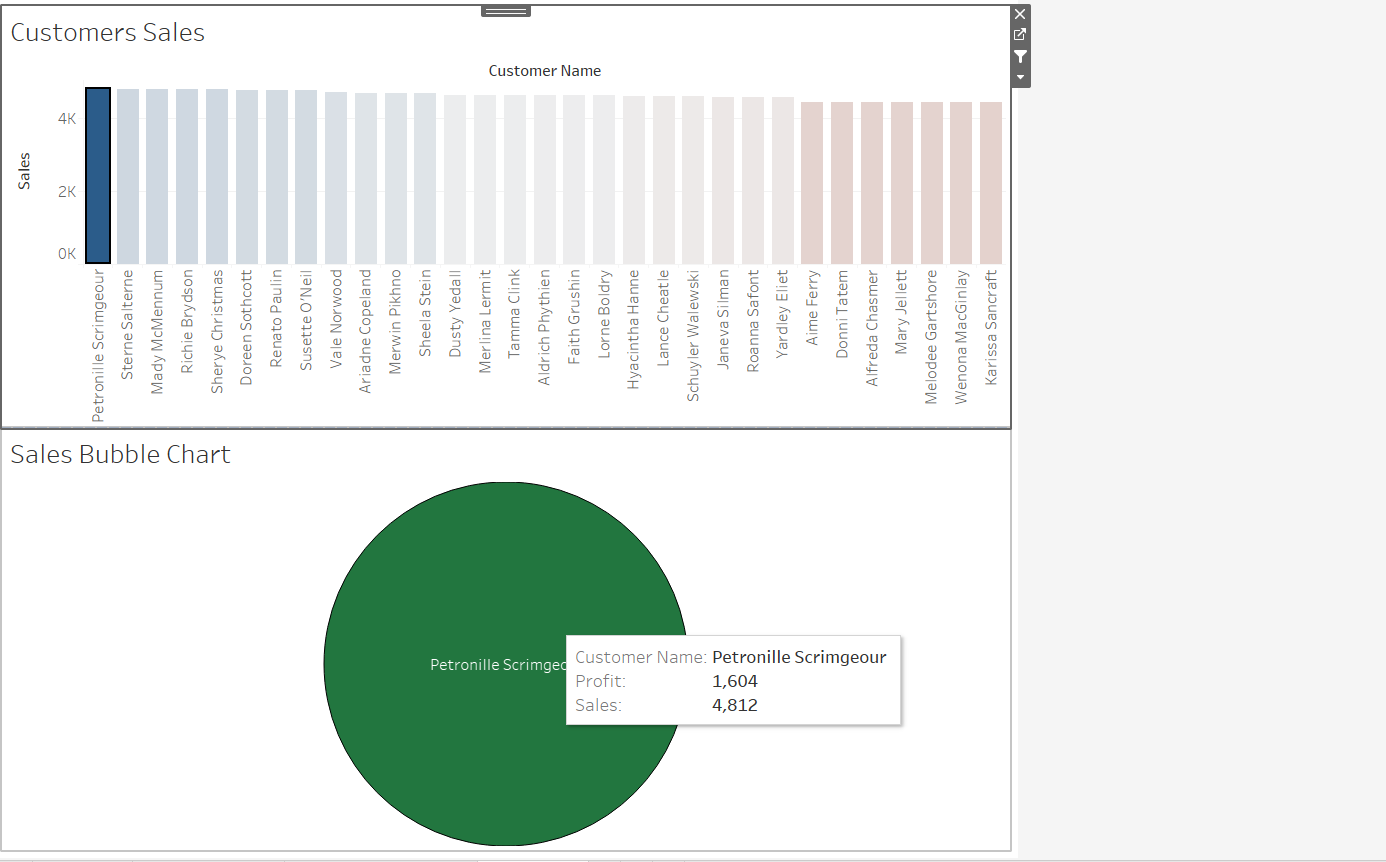 Customers Sales
Customer Name
Sales
4K
2K
0K
Petronille Scrimgeour
Sterne Salterne
Mady McMennum
Richie Brydson
Sherye Christmas
Doreen Sothcott
Renato Paulin
Susette O'Neil
Vale Norwood
Ariadne Copeland
Merwin Pikhno
Sheela Stein
Dusty Yedall
Merlina Lermit
Tamma Clink
Aldrich Phythien
Faith Grushin
Lorne Boldry
Hyacintha Hanne
Lance Cheatle
Schuyler Walewski
Janeva Silman
Roanna Safont
Yardley Eliet
Aime Ferry
Donni Tatem
Alfreda Chasmer
Mary Jellett
Melodee Gartshore
Wenona MacGinlay
Karissa Sancraft
Sales Bubble Chart
Petronille Scrimgeo
Customer Name: Petronille Scrimgeour
Profit: 1,604
Sales: 4,812